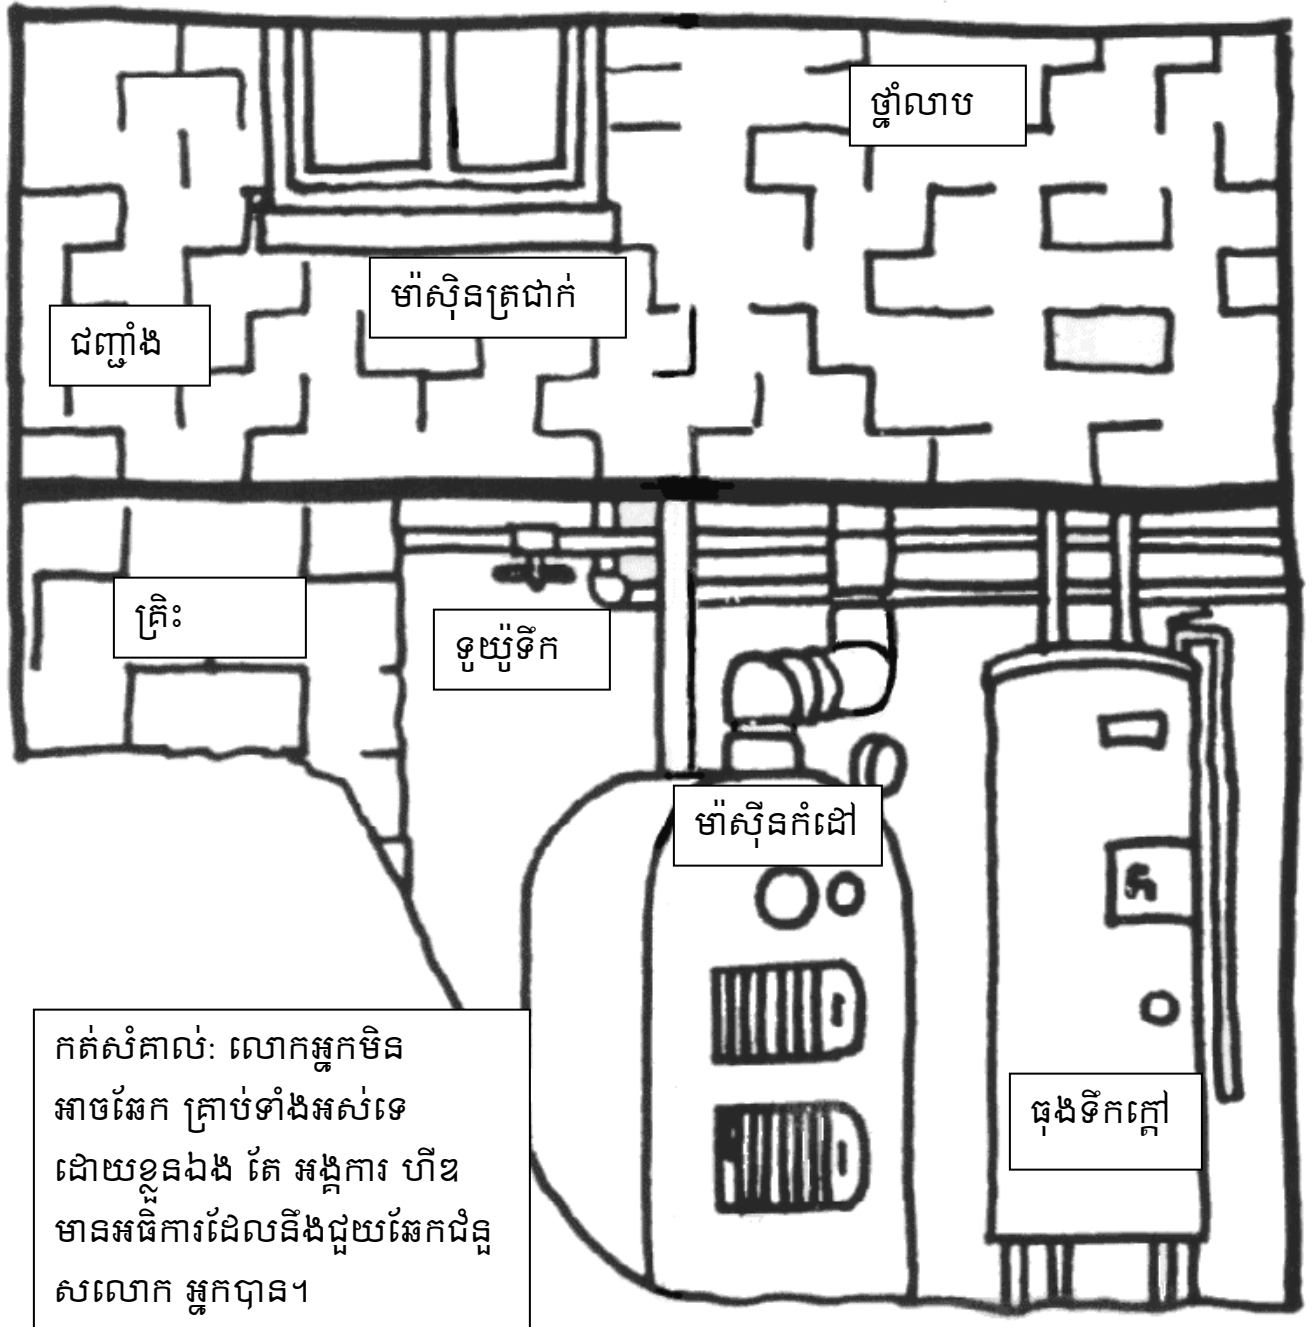 ថ្នាំលាប
ម៉ាស៊ិនត្រជាក់
ជញ្ជាំង
គ្រិះ
ទូយ៉ូទឹក
ម៉ាស៊ីនកំដៅ
ធុងទឹកក្តៅ
កត់សំគាល់: លោកអ្នកមិន
អាចឆែក គ្រាប់ទាំងអស់ទេ
ដោយខ្លួនឯង តែ អង្គការ ហីឌ
មានអធិការដែលនឹងជួយឆែកជំនួ
សលោក អ្នកបាន។